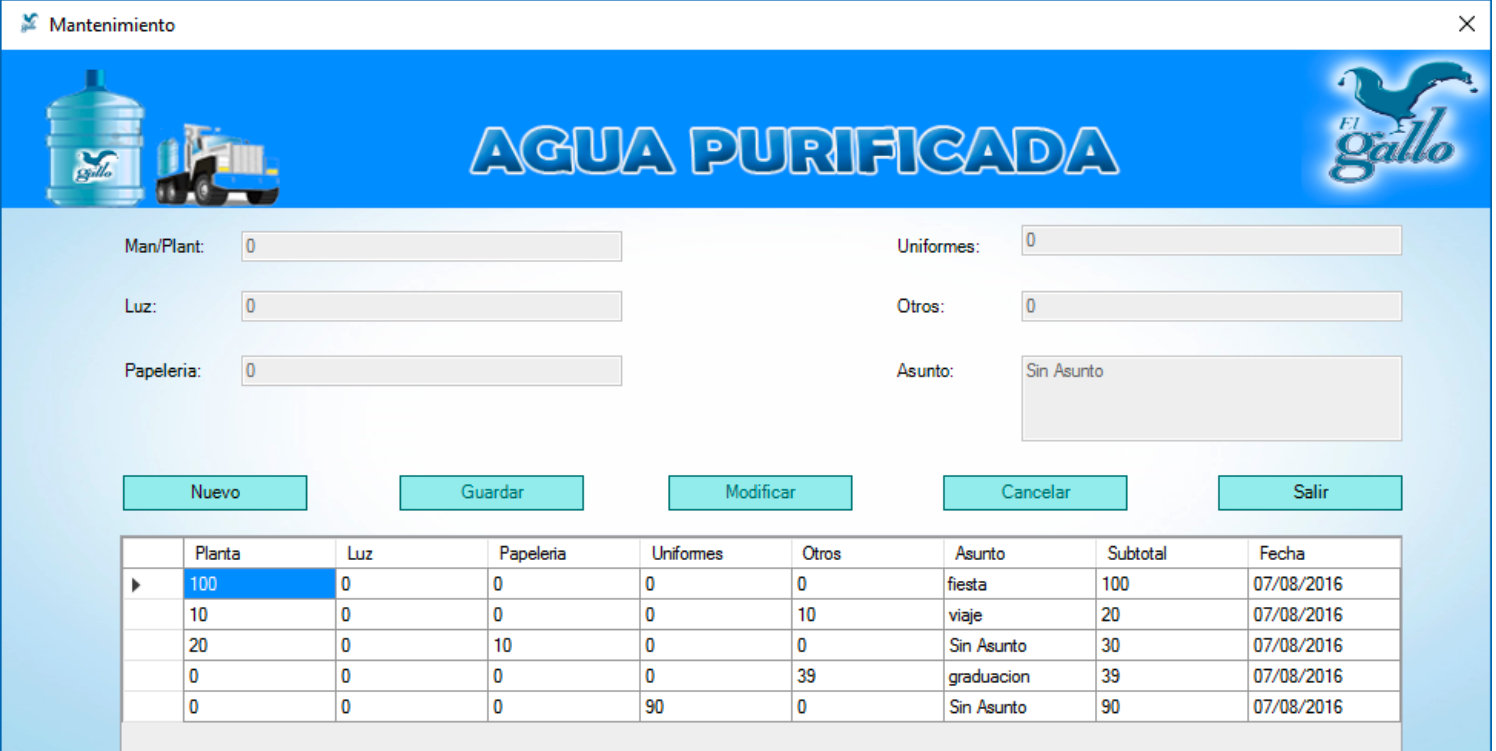 Mantenimiento
AGUA PURIFICADA
El gallo
gallo
Man/Plant: 0
Uniformes: 0
Luz: 0
Otros: 0
Papeleria: 0
Asunto: Sin Asunto
Nuevo Guardar Modificar Cancelar Salir
Planta Luz Papeleria Uniformes Otros Asunto Subtotal Fecha
100 0 0 0 0 fiesta 100 07/08/2016
10 0 0 0 10 viaje 20 07/08/2016
20 0 10 0 0 Sin Asunto 30 07/08/2016
0 0 0 0 39 graduacion 39 07/08/2016
0 0 0 90 0 Sin Asunto 90 07/08/2016